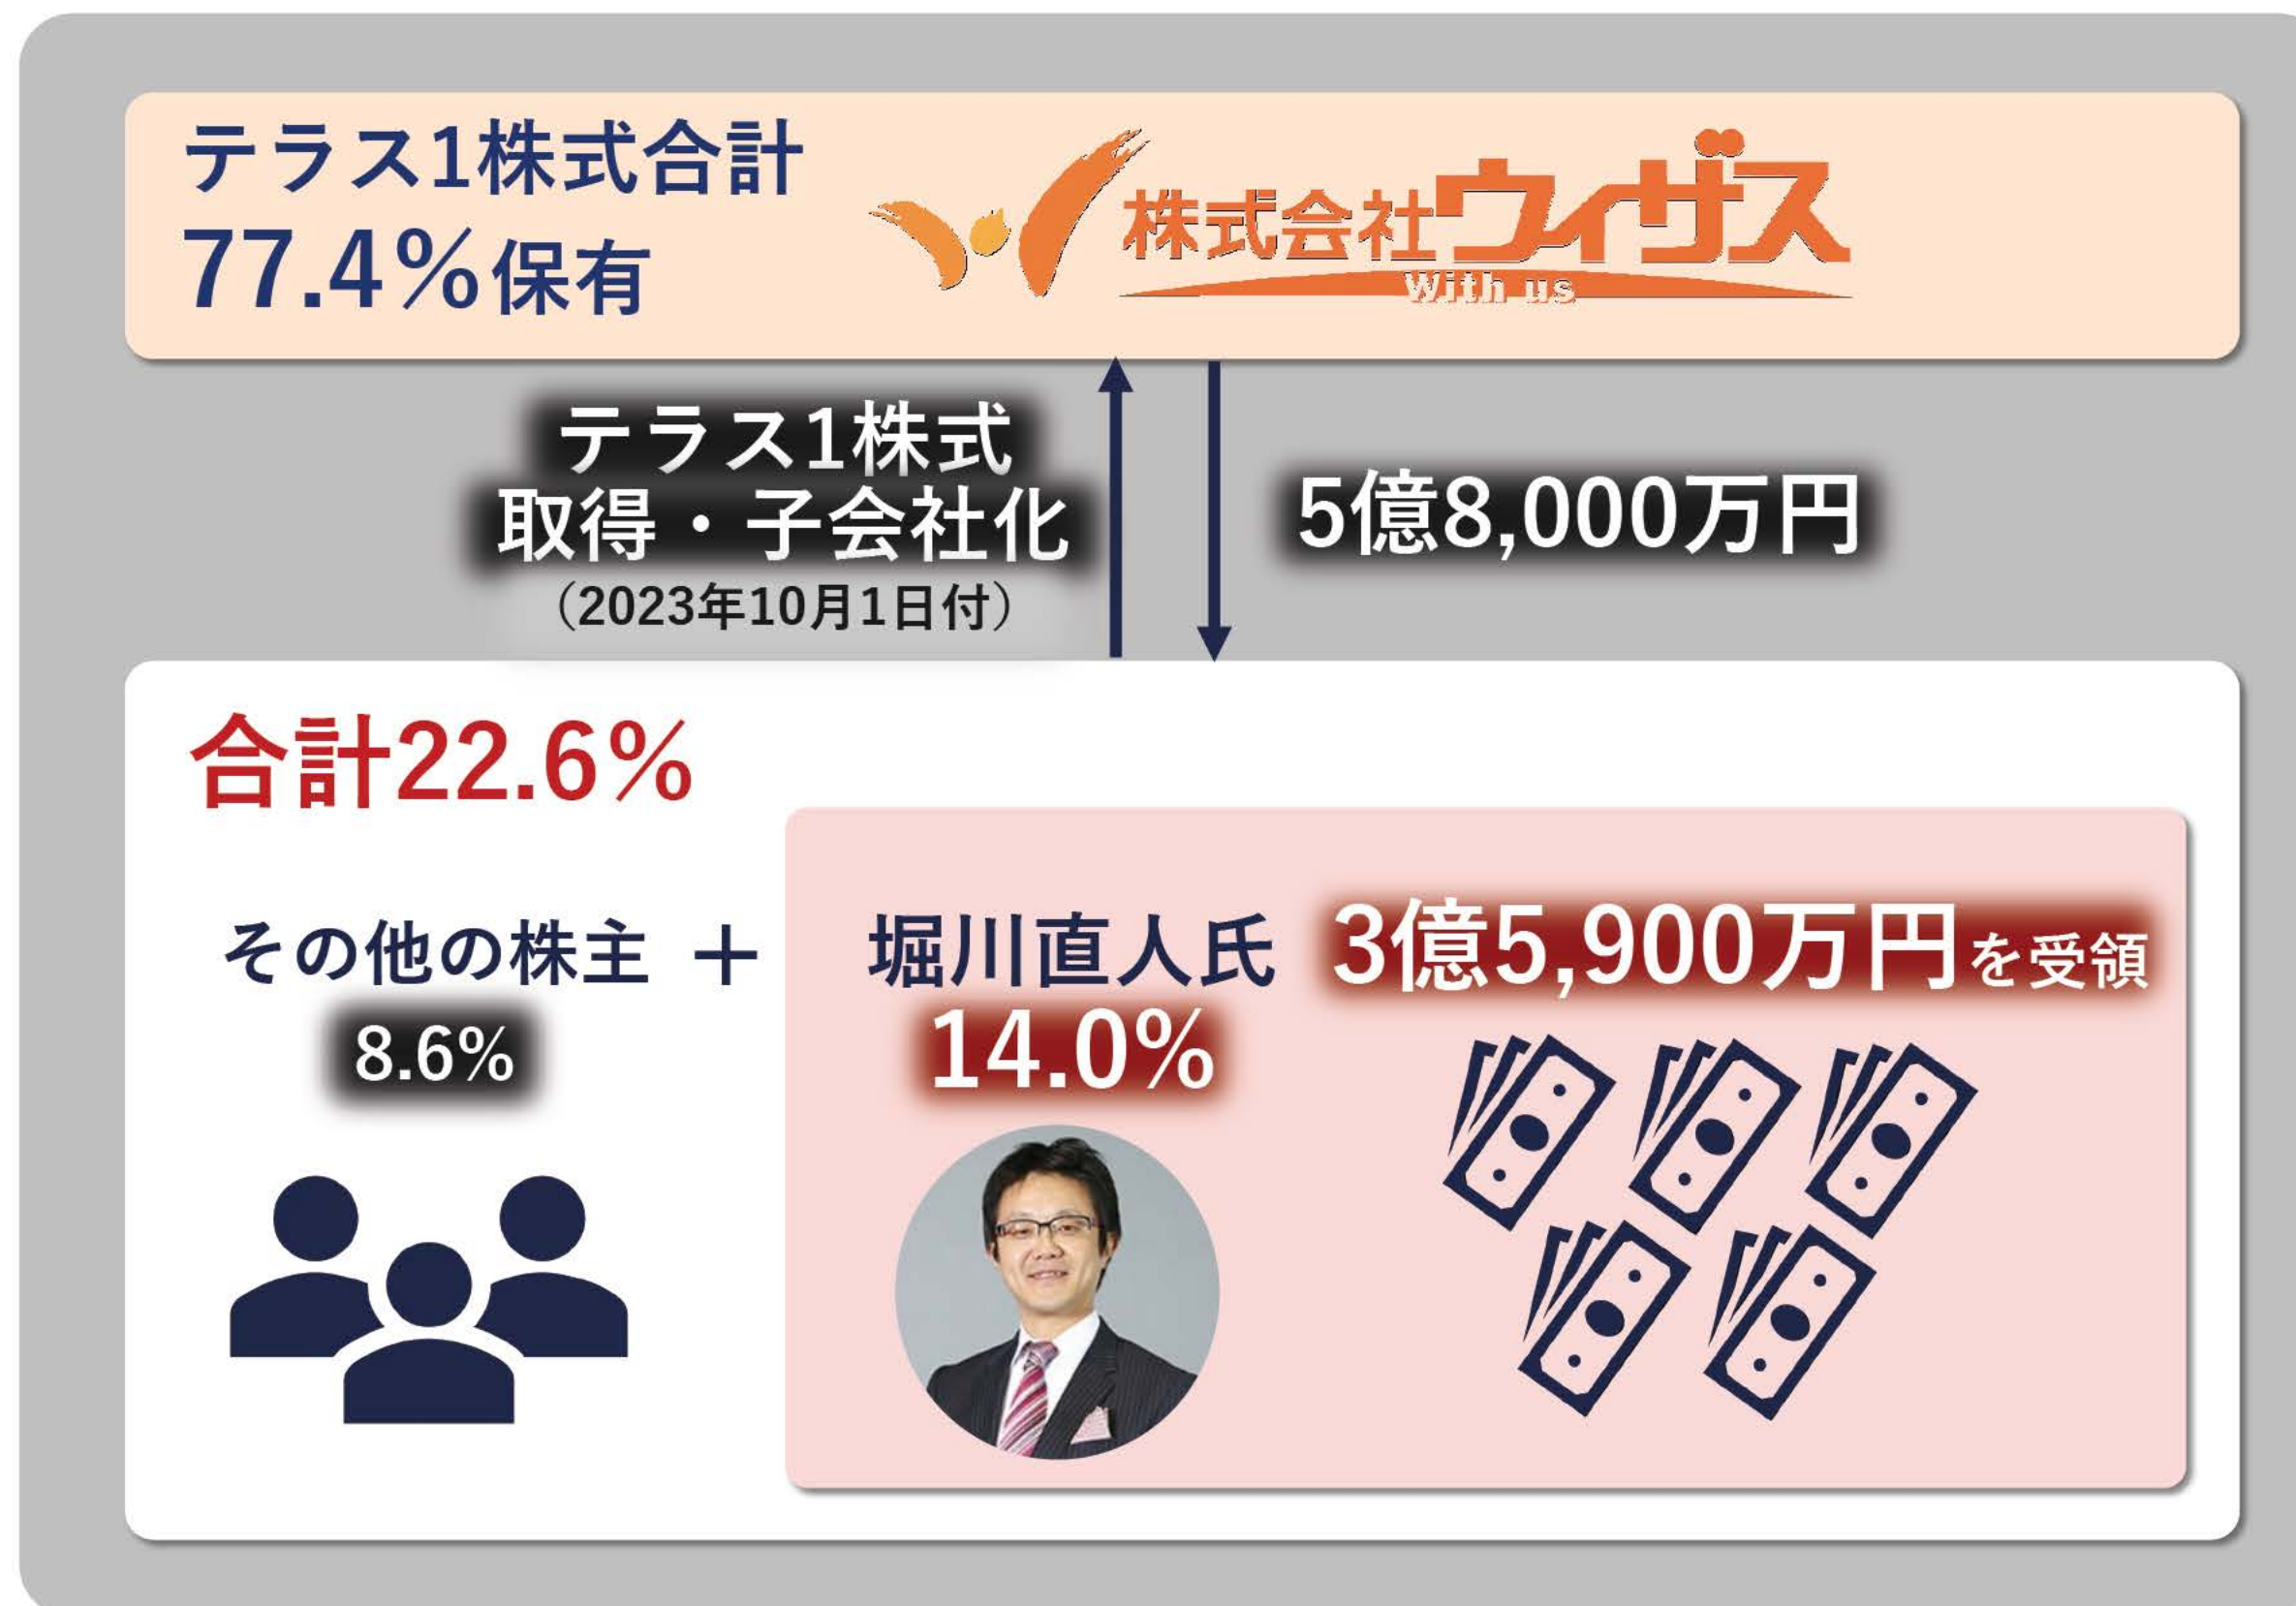 テラス1株式合計
77.4%保有
株式会社ウィザス
With us
テラス1株式
取得・子会社化
（2023年10月1日付）
5億8,000万円
合計22.6%
その他の株主 ＋
8.6%
堀川直人氏 3億5,900万円を受領
14.0%